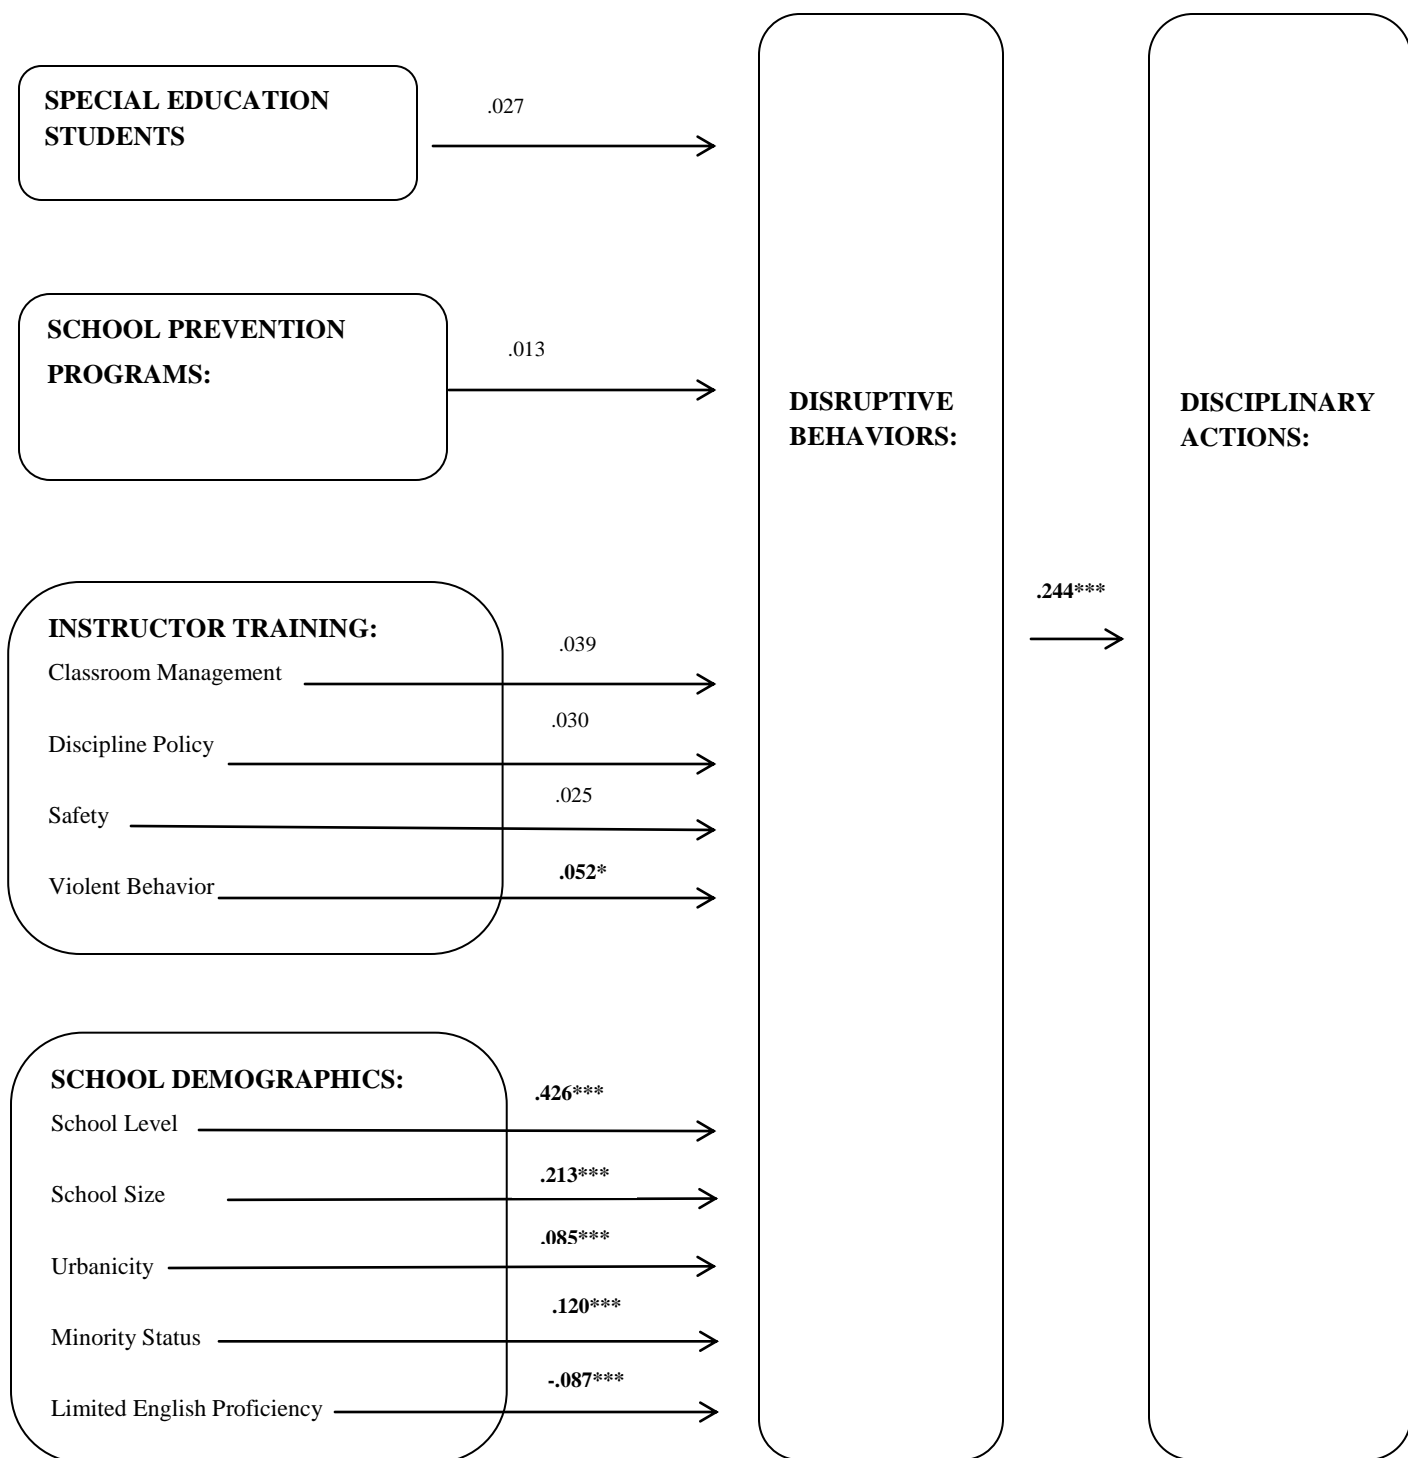 SPECIAL EDUCATION
STUDENTS
.027
SCHOOL PREVENTION
PROGRAMS:
.013
INSTRUCTOR TRAINING:
Classroom Management
.039
Discipline Policy
.030
Safety
.025
Violent Behavior
.052*
SCHOOL DEMOGRAPHICS:
School Level
.426***
School Size
.213***
Urbanicity
.085***
Minority Status
.120***
Limited English Proficiency
-.087***
DISRUPTIVE
BEHAVIORS:
.244***
DISCIPLINARY
ACTIONS: